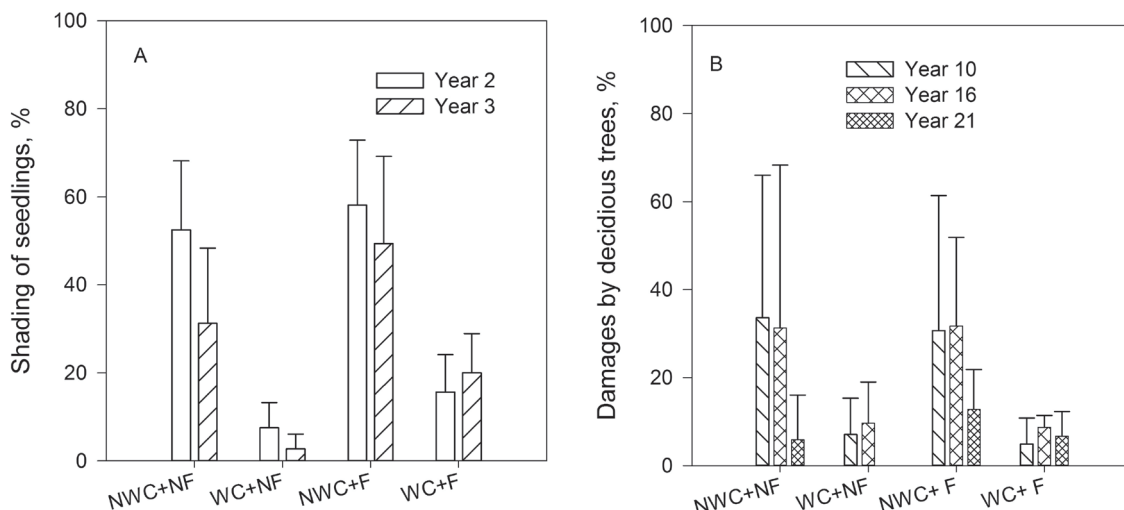 A
Year 2
Year 3
Shading of seedlings, %
100
80
60
40
20
0
NWC+NF
WC+NF
NWC+F
WC+F
B
Year 10
Year 16
Year 21
Damages by decidious trees, %
100
80
60
40
20
0
NWC+NF
WC+NF
NWC+ F
WC+ F